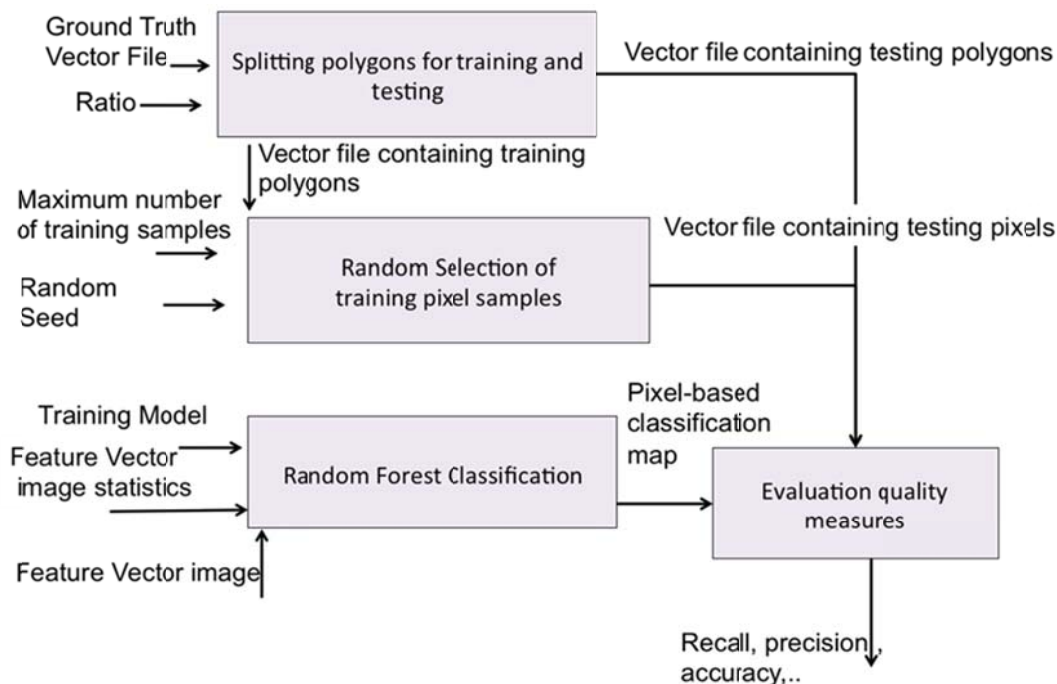 Ground Truth
Vector File
Ratio
Splitting polygons for training and
testing
Vector file containing testing polygons
Vector file containing training
polygons
Maximum number
of training samples
Random
Seed
Random Selection of
training pixel samples
Vector file containing testing pixels
Training Model
Feature Vector
image statistics
Feature Vector image
Random Forest Classification
Pixel-based
classification
map
Evaluation quality
measures
Recall, precision ,
accuracy,..